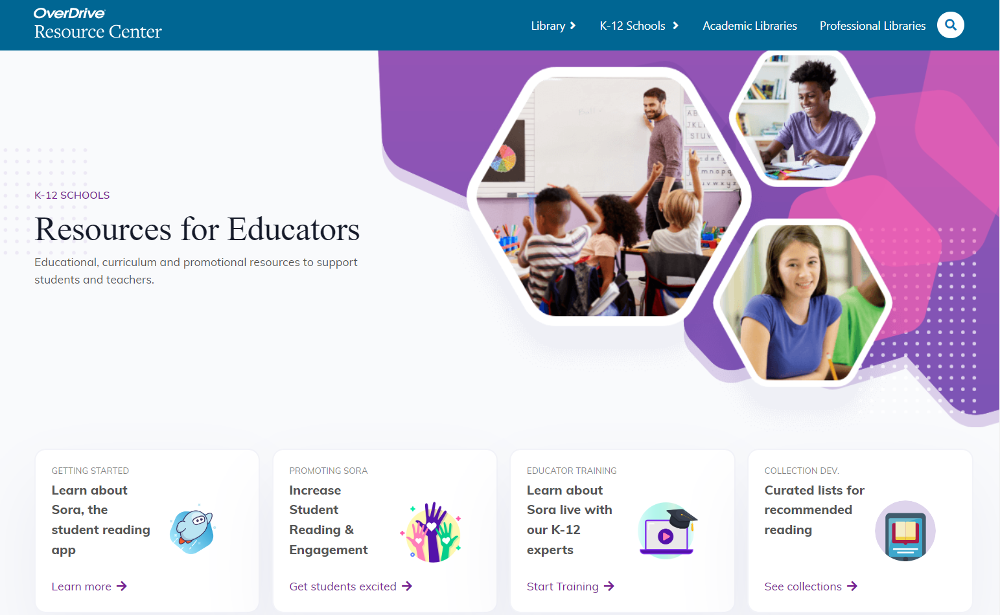 OverDrive
Resource Center
Library
K-12 Schools
Academic Libraries
Professional Libraries
K-12 SCHOOLS
Resources for Educators
Educational, curriculum and promotional resources to support
students and teachers.
GETTING STARTED
Learn about
Sora, the
student reading
app
Learn more
PROMOTING SORA
Increase
Student
Reading &
Engagement
Get students excited
EDUCATOR TRAINING
Learn about
Sora live with
our K-12
experts
Start Training
COLLECTION DEV.
Curated lists for
recommended
reading
See collections